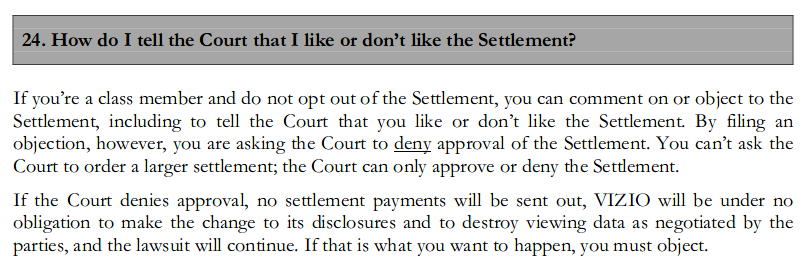 24. How do I tell the Court that I like or don't like the Settlement?
If you're a class member and do not opt out of the Settlement, you can comment on or object to the
Settlement, including to tell the Court that you like or don't like the Settlement. By filing an
objection, however, you are asking the Court to deny approval of the Settlement. You can't ask the
Court to order a larger settlement; the Court can only approve or deny the Settlement.
If the Court denies approval, no settlement payments will be sent out, VIZIO will be under no
obligation to make the change to its disclosures and to destroy viewing data as negotiated by the
parties, and the lawsuit will continue. If that is what you want to happen, you must object.